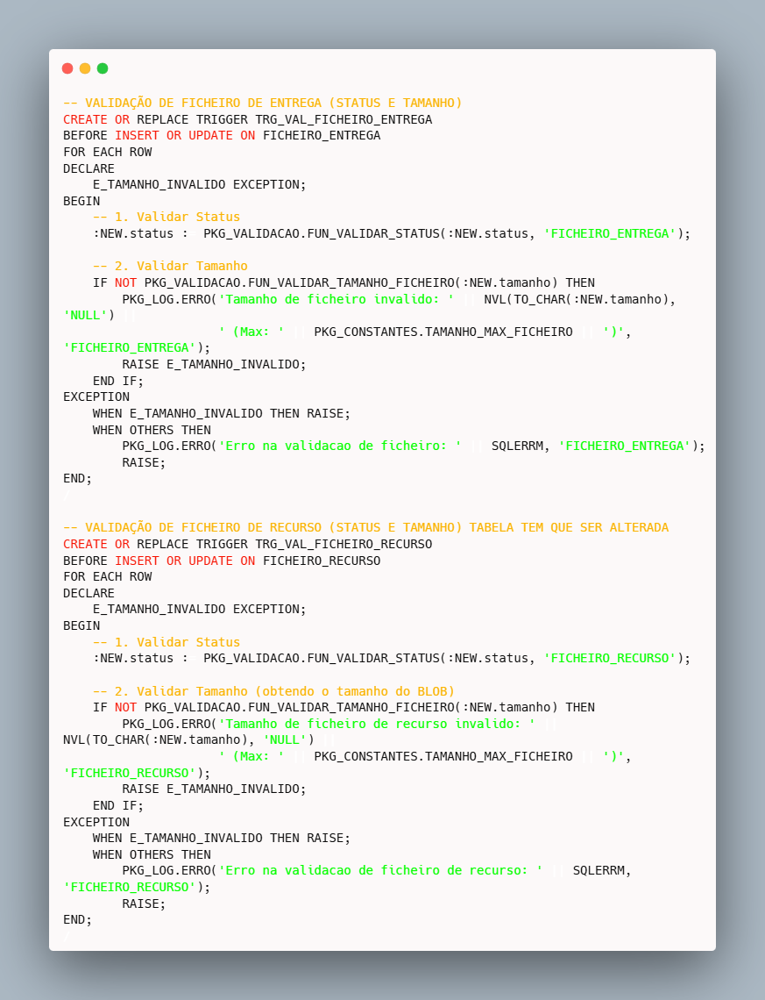 -- VALIDAÇÃO DE FICHEIRO DE ENTREGA (STATUS E TAMANHO)
CREATE OR REPLACE TRIGGER TRG_VAL_FICHEIRO_ENTREGA
BEFORE INSERT OR UPDATE ON FICHEIRO_ENTREGA
FOR EACH ROW
DECLARE
    E_TAMANHO_INVALIDO EXCEPTION;
BEGIN
    -- 1. Validar Status
    :NEW.status :  PKG_VALIDACAO.FUN_VALIDAR_STATUS(:NEW.status, 'FICHEIRO_ENTREGA');
    -- 2. Validar Tamanho
    IF NOT PKG_VALIDACAO.FUN_VALIDAR_TAMANHO_FICHEIRO(:NEW.tamanho) THEN
        PKG_LOG.ERRO('Tamanho de ficheiro invalido: ' || NVL(TO_CHAR(:NEW.tamanho),
'NULL') ||
                     ' (Max: ' || PKG_CONSTANTES.TAMANHO_MAX_FICHEIRO || ')',
'FICHEIRO_ENTREGA');
        RAISE E_TAMANHO_INVALIDO;
    END IF;
EXCEPTION
    WHEN E_TAMANHO_INVALIDO THEN RAISE;
    WHEN OTHERS THEN
        PKG_LOG.ERRO('Erro na validacao de ficheiro: ' || SQLERRM, 'FICHEIRO_ENTREGA');
        RAISE;
END;
/
-- VALIDAÇÃO DE FICHEIRO DE RECURSO (STATUS E TAMANHO) TABELA TEM QUE SER ALTERADA
CREATE OR REPLACE TRIGGER TRG_VAL_FICHEIRO_RECURSO
BEFORE INSERT OR UPDATE ON FICHEIRO_RECURSO
FOR EACH ROW
DECLARE
    E_TAMANHO_INVALIDO EXCEPTION;
BEGIN
    -- 1. Validar Status
    :NEW.status :  PKG_VALIDACAO.FUN_VALIDAR_STATUS(:NEW.status, 'FICHEIRO_RECURSO');
    -- 2. Validar Tamanho (obtendo o tamanho do BLOB)
    IF NOT PKG_VALIDACAO.FUN_VALIDAR_TAMANHO_FICHEIRO(:NEW.tamanho) THEN
        PKG_LOG.ERRO('Tamanho de ficheiro de recurso invalido: ' ||
NVL(TO_CHAR(:NEW.tamanho), 'NULL') ||
                     ' (Max: ' || PKG_CONSTANTES.TAMANHO_MAX_FICHEIRO || ')',
'FICHEIRO_RECURSO');
        RAISE E_TAMANHO_INVALIDO;
    END IF;
EXCEPTION
    WHEN E_TAMANHO_INVALIDO THEN RAISE;
    WHEN OTHERS THEN
        PKG_LOG.ERRO('Erro na validacao de ficheiro de recurso: ' || SQLERRM,
'FICHEIRO_RECURSO');
        RAISE;
END;
/